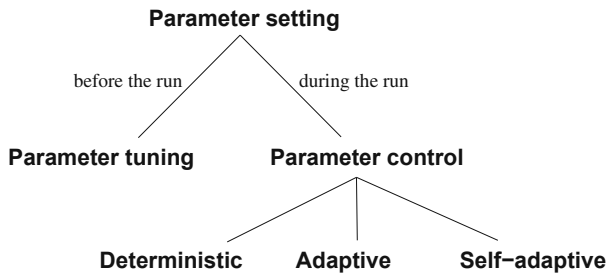 Parameter setting
before the run
during the run
Parameter tuning
Parameter control
Deterministic
Adaptive
Self−adaptive